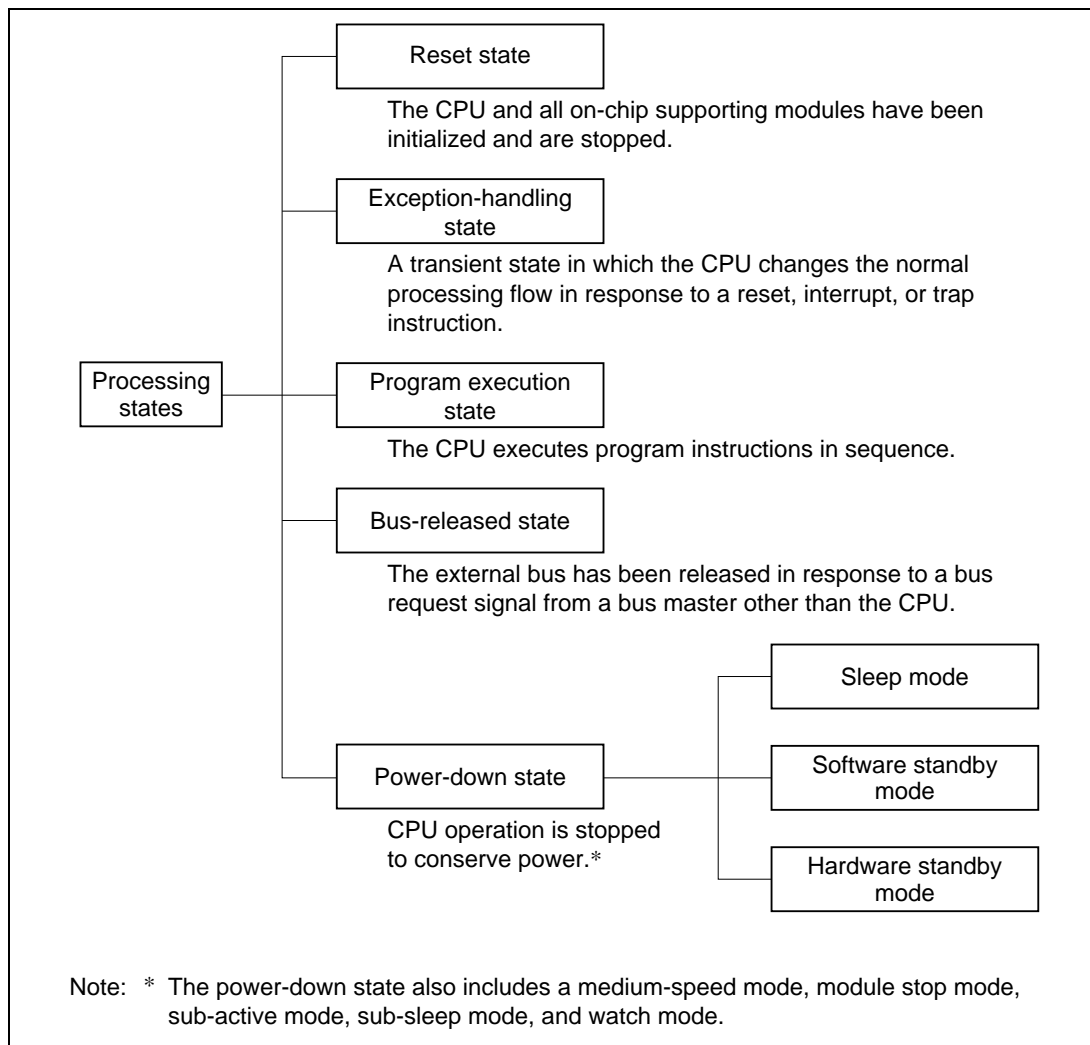 Reset state
The CPU and all on-chip supporting modules have been
initialized and are stopped.
Exception-handling
state
A transient state in which the CPU changes the normal
processing flow in response to a reset, interrupt, or trap
instruction.
Processing
states
Program execution
state
The CPU executes program instructions in sequence.
Bus-released state
The external bus has been released in response to a bus
request signal from a bus master other than the CPU.
Power-down state
CPU operation is stopped
to conserve power.*
Sleep mode
Software standby
mode
Hardware standby
mode
Note: * The power-down state also includes a medium-speed mode, module stop mode,
sub-active mode, sub-sleep mode, and watch mode.